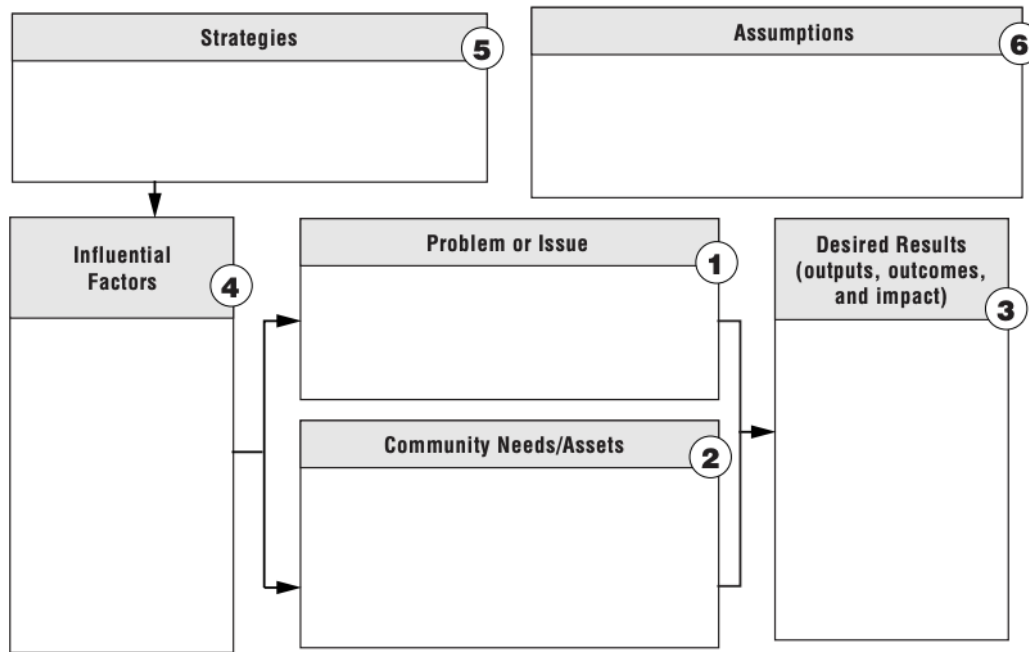 Strategies
5
Assumptions
6
Influential
Factors
4
Problem or Issue
1
Desired Results
(outputs, outcomes,
and impact)
3
Community Needs/Assets
2